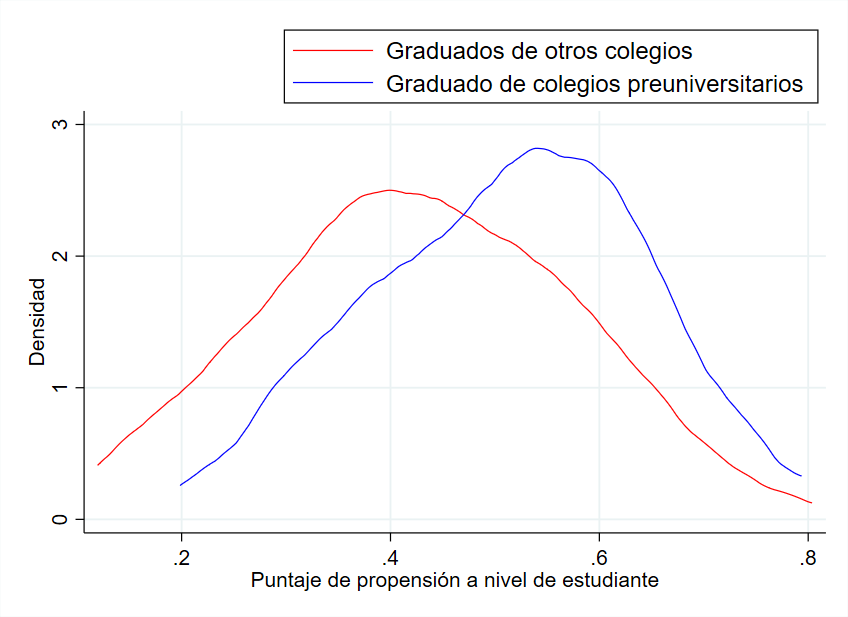 Graduados de otros colegios
Graduado de colegios preuniversitarios
3
2
1
0
Densidad
.2
.4
.6
.8
Puntaje de propensión a nivel de estudiante